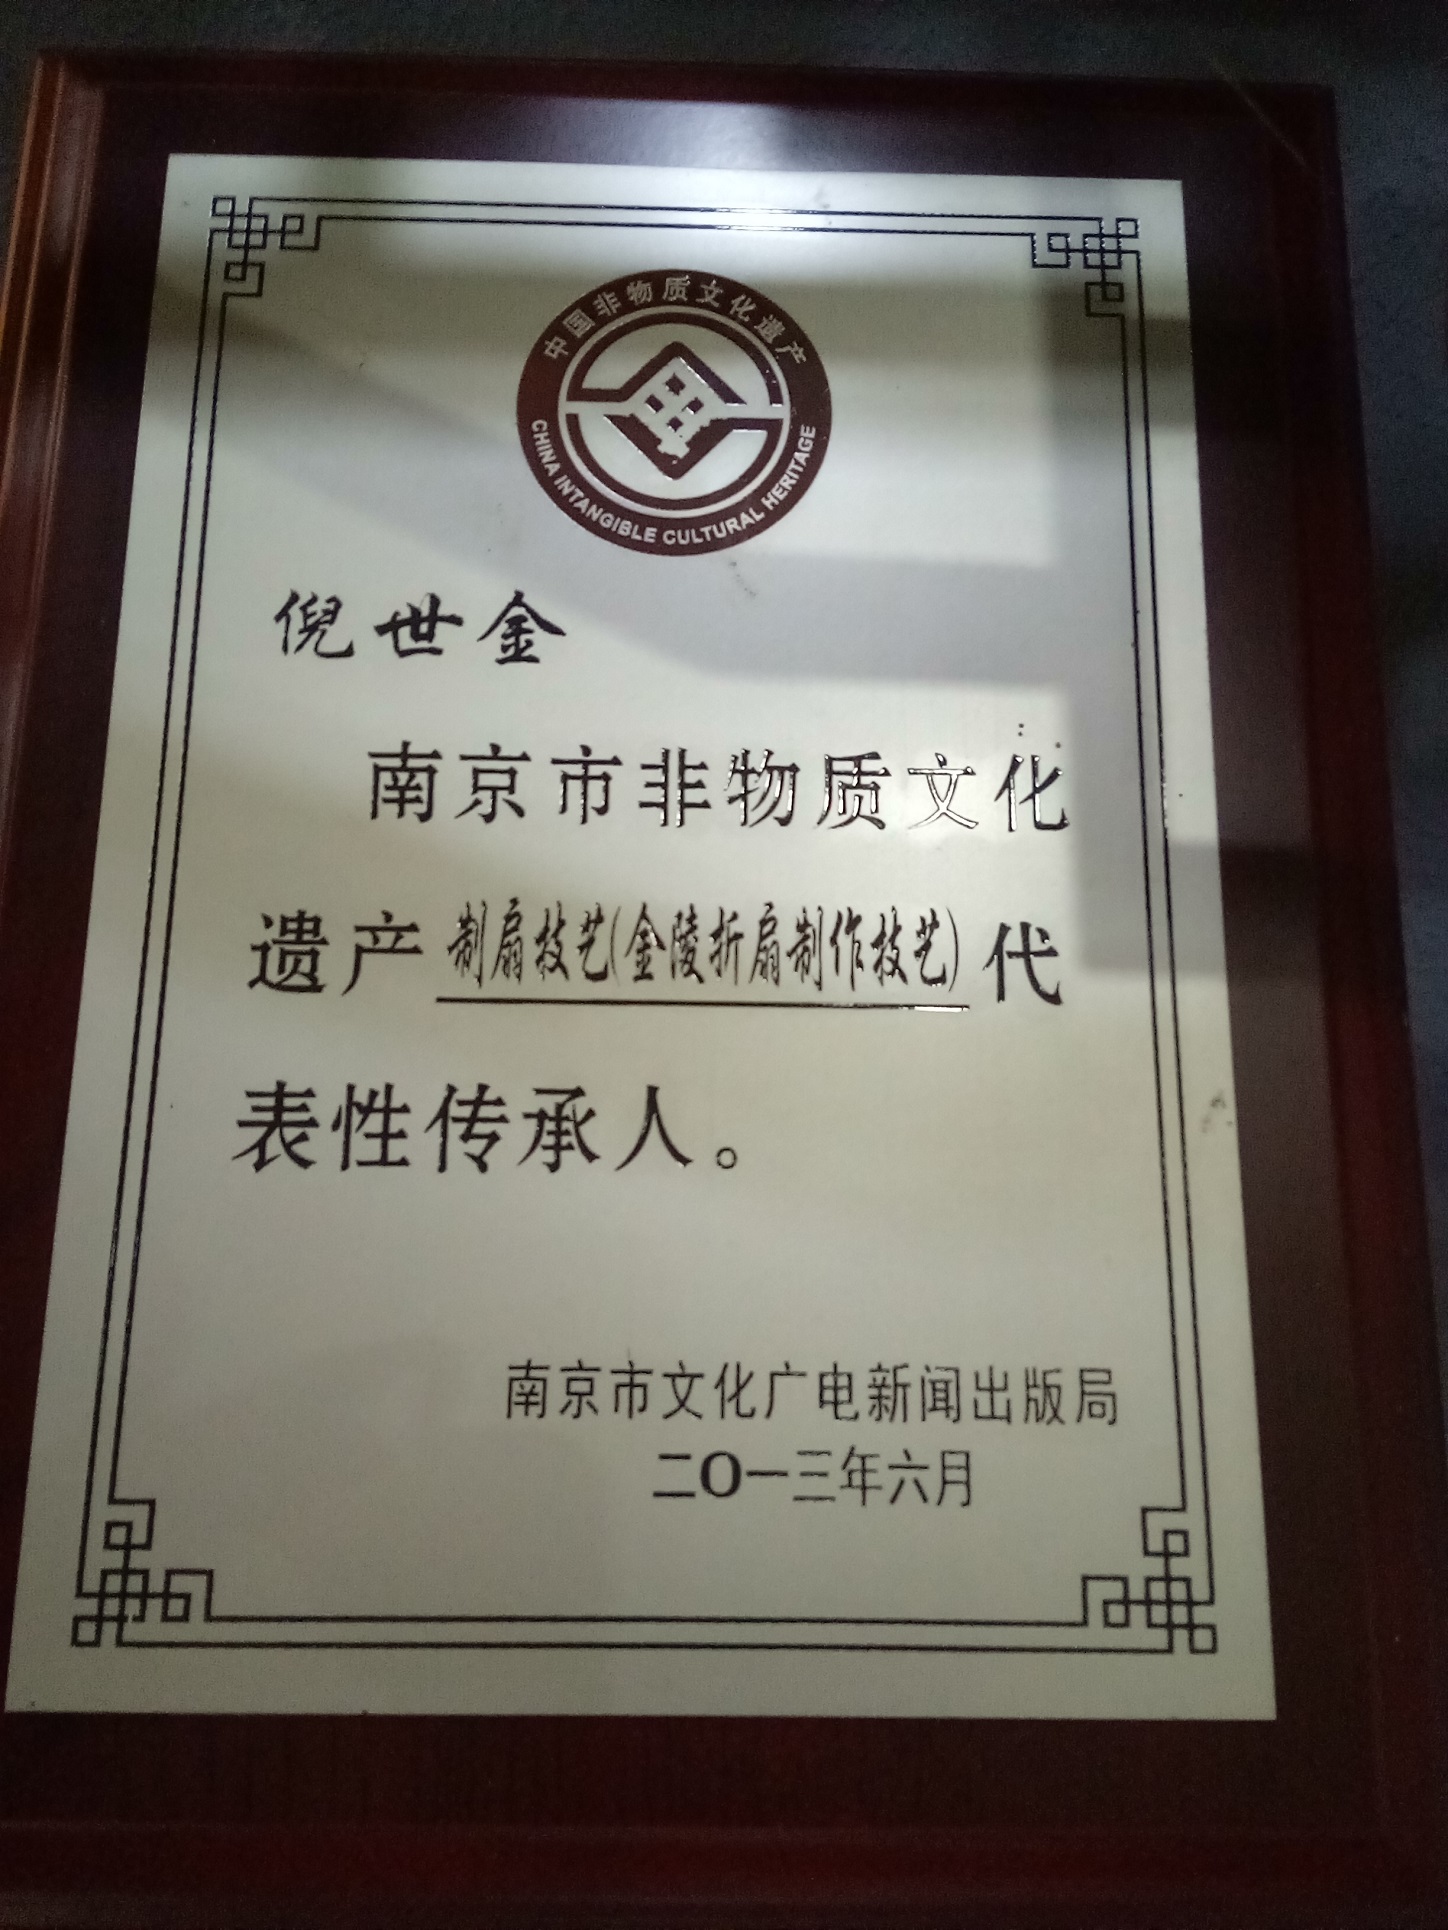 中国非物质文化遗产
CHINA INTANGIBLE CULTURAL HERITAGE
倪世金
南京市非物质文化
遗产制扇技艺(金陵折扇制作技艺)代
表性传承人。
南京市文化广电新闻出版局
二〇一三年六月